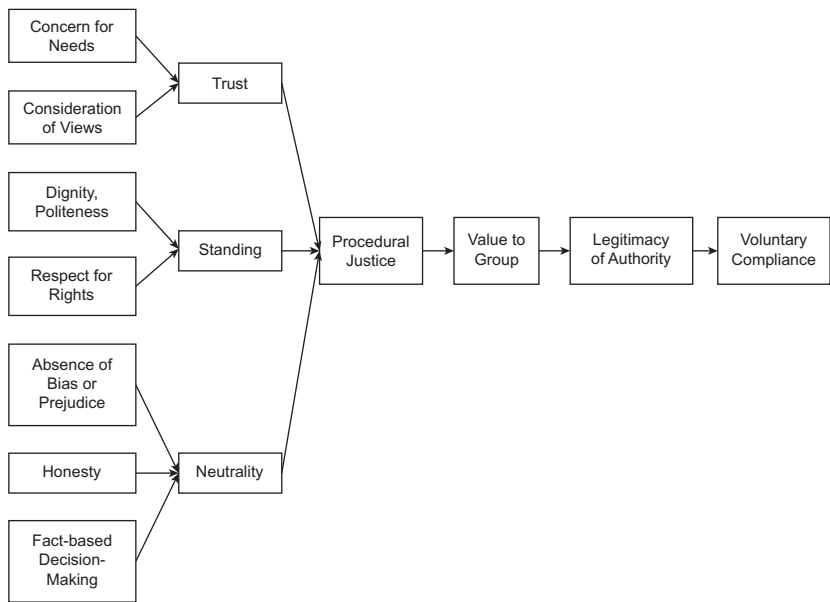 Concern for
Needs
Consideration
of Views
Trust
Dignity,
Politeness
Respect for
Rights
Standing
Absence of
Bias or
Prejudice
Honesty
Fact-based
Decision-
Making
Neutrality
Procedural
Justice
Value to
Group
Legitimacy
of Authority
Voluntary
Compliance